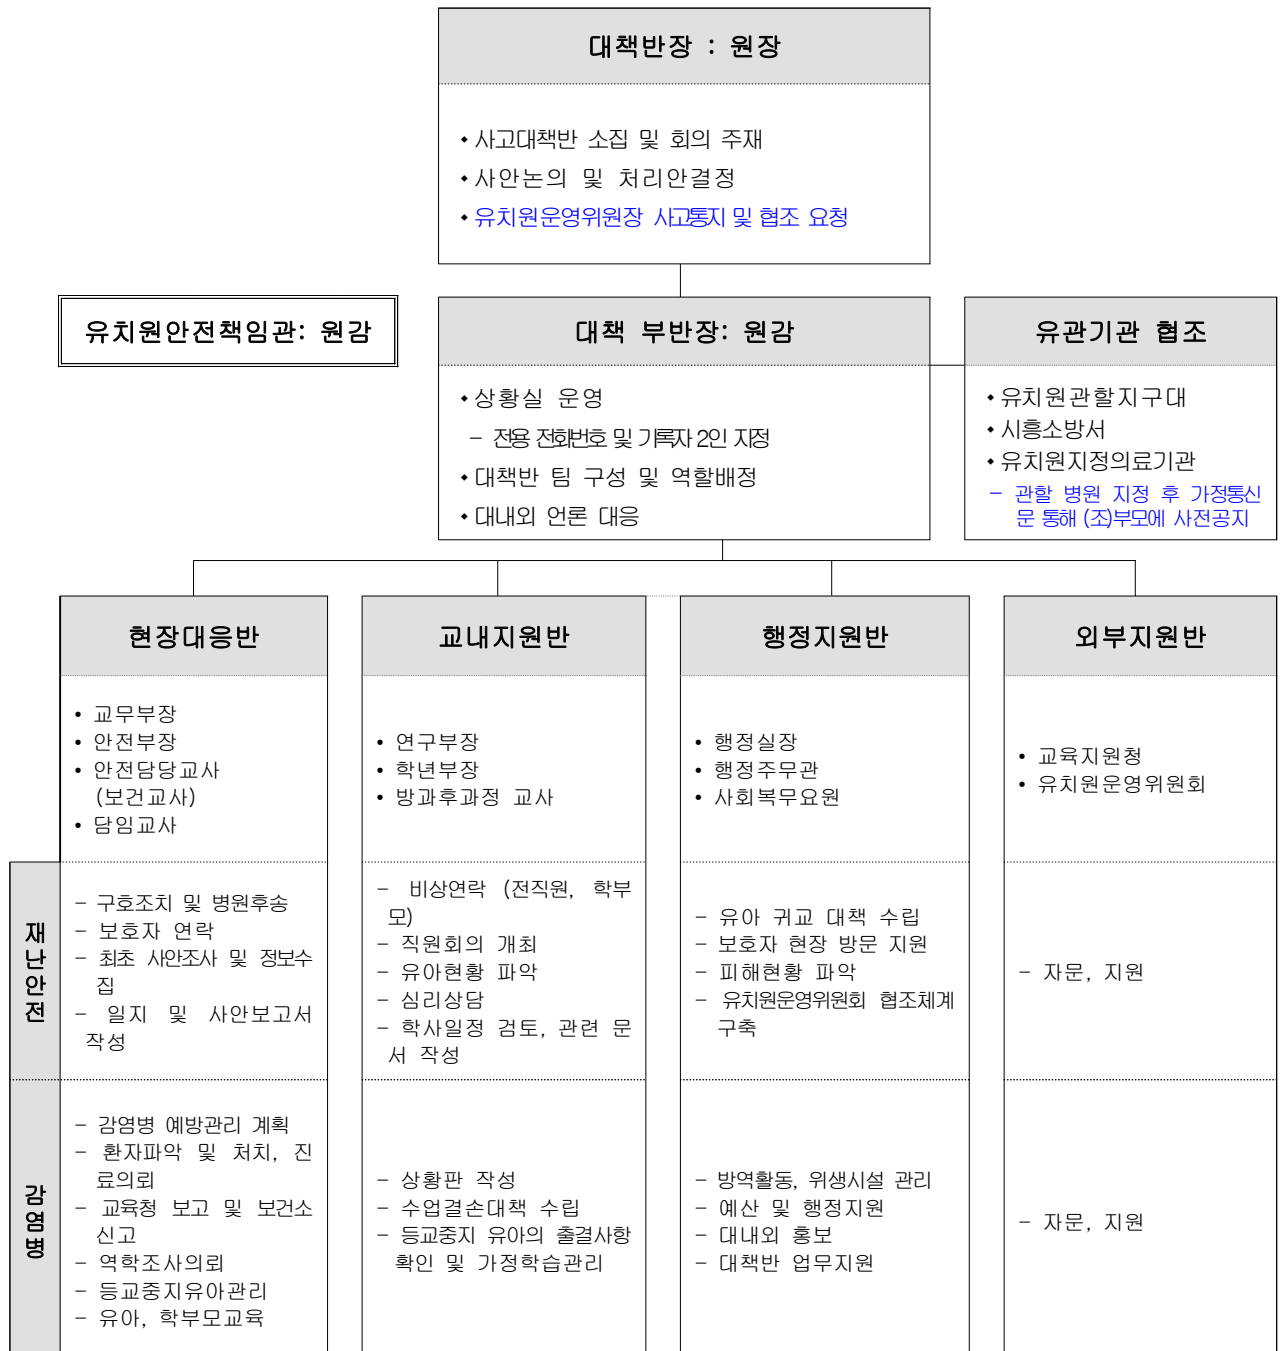 대책반장 : 원장
◆사고대책반 소집 및 회의 주재
◆사안논의 및 처리안결정
◆유치원운영위원장 사고통지 및 협조 요청
유치원안전책임관: 원감
대책 부반장: 원감
◆상황실 운영
- 전용 전화번호 및 기록자 2인 지정
◆대책반 팀 구성 및 역할배정
◆대내외 언론 대응
유관기관 협조
◆유치원관할지구대
◆시흥소방서
◆유치원지정의료기관
- 관할 병원 지정 후 가정통신
문 통해 (조)부모에 사전공지
현장대응반
• 교무부장
• 안전부장
• 안전담당교사
(보건교사)
• 담임교사
교내지원반
• 연구부장
• 학년부장
• 방과후과정 교사
행정지원반
• 행정실장
• 행정주무관
• 사회복무요원
외부지원반
• 교육지원청
• 유치원운영위원회
재난안전
- 구호조치 및 병원후송
- 보호자 연락
- 최초 사안조사 및 정보수
집
- 일지 및 사안보고서
작성
- 비상연락 (전직원, 학부
모)
- 직원회의 개최
- 유아현황 파악
- 심리상담
- 학사일정 검토, 관련 문
서 작성
- 유아 귀교 대책 수립
- 보호자 현장 방문 지원
- 피해현황 파악
- 유치원운영위원회 협조체계
구축
- 자문, 지원
감염병
- 감염병 예방관리 계획
- 환자파악 및 처치, 진
료의뢰
- 교육청 보고 및 보건소
신고
- 역학조사의뢰
- 등교중지유아관리
- 유아, 학부모교육
- 상황판 작성
- 수업결손대책 수립
- 등교중지 유아의 출결사항
확인 및 가정학습관리
- 방역활동, 위생시설 관리
- 예산 및 행정지원
- 대내외 홍보
- 대책반 업무지원
- 자문, 지원